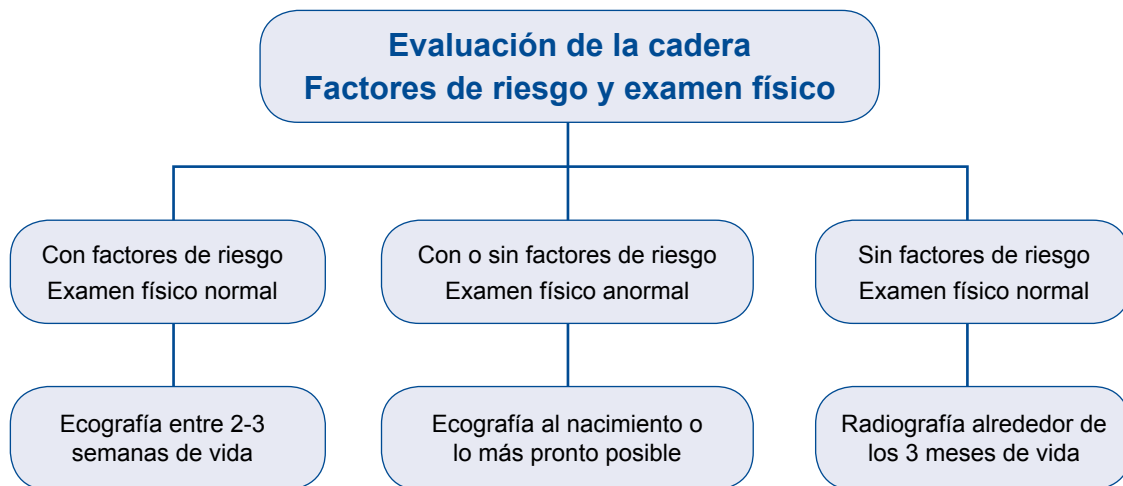 Evaluación de la cadera
Factores de riesgo y examen físico
Con factores de riesgo
Examen físico normal
Con o sin factores de riesgo
Examen físico anormal
Sin factores de riesgo
Examen físico normal
Ecografía entre 2-3
semanas de vida
Ecografía al nacimiento o
lo más pronto posible
Radiografía alrededor de
los 3 meses de vida